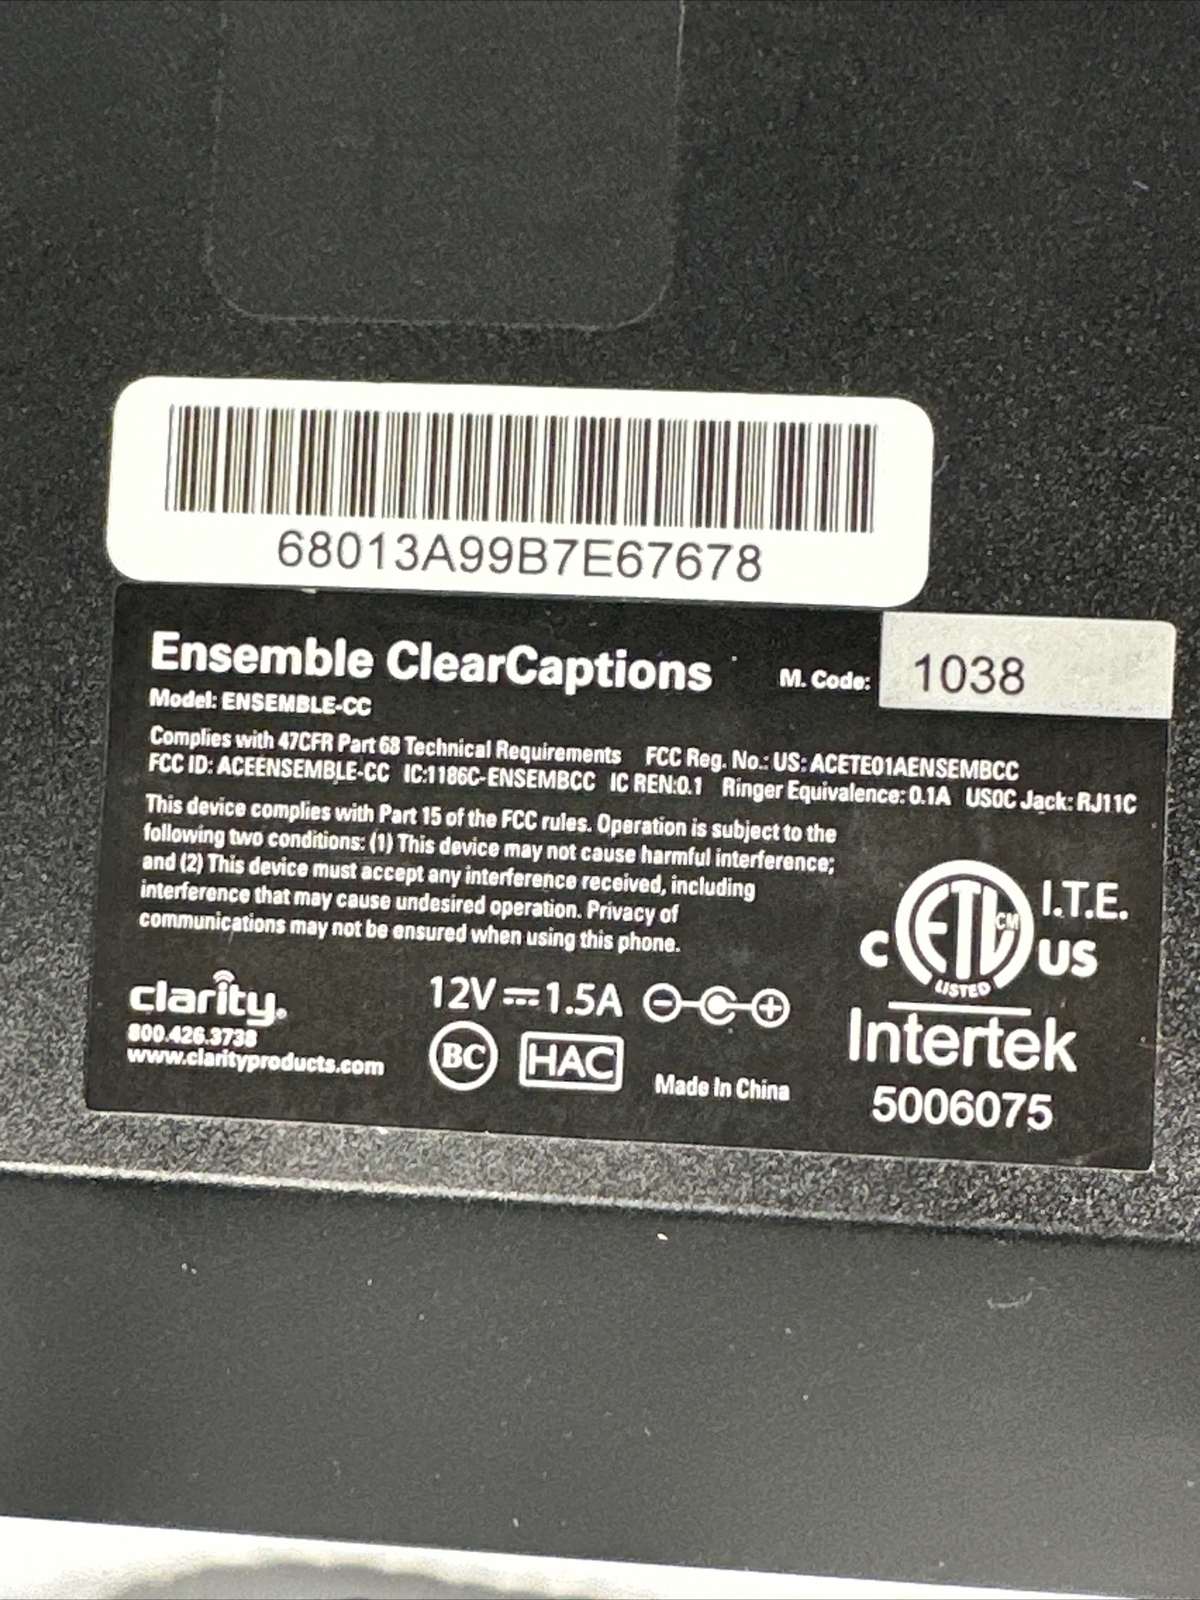 68013A99B7E67678
Ensemble ClearCaptions
M. Code: 1038
Model: ENSEMBLE-CC
Complies with 47CFR Part 68 Technical Requirements FCC Reg. No.: US: ACETE01AENSEMBCC
FCC ID: ACEENSEMBLE-CC IC:1186C-ENSEMBCC IC REN:0.1 Ringer Equivalence: 0.1A USOC Jack: RJ11C
This device complies with Part 15 of the FCC rules. Operation is subject to the
following two conditions: (1) This device may not cause harmful interference;
and (2) This device must accept any interference received, including
interference that may cause undesired operation. Privacy of
communications may not be ensured when using this phone.
clarity®
800.426.3738
www.clarityproducts.com
12V ⎓ 1.5A
BC HAC Made In China
I.T.E.
C ETL CM US
LISTED
Intertek
5006075